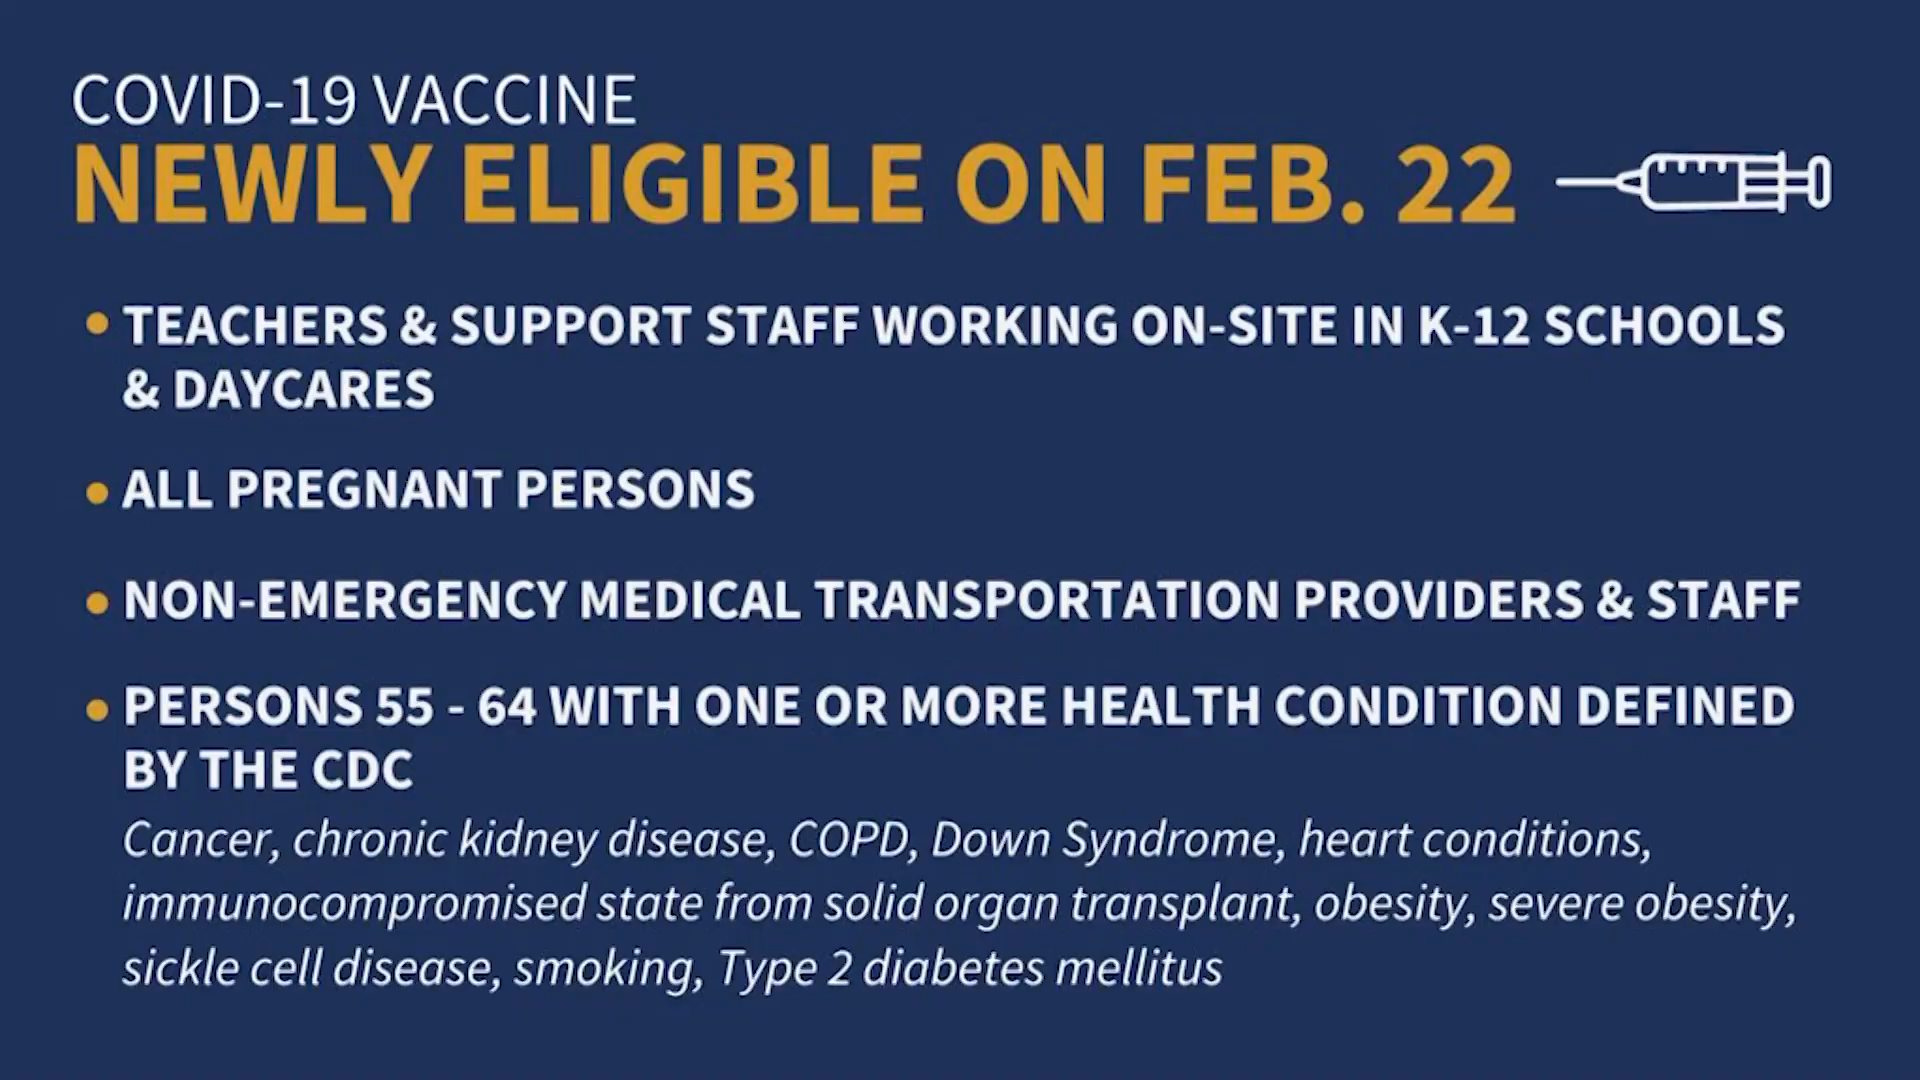 COVID-19 VACCINE
NEWLY ELIGIBLE ON FEB. 22
• TEACHERS & SUPPORT STAFF WORKING ON-SITE IN K-12 SCHOOLS
& DAYCARES
• ALL PREGNANT PERSONS
• NON-EMERGENCY MEDICAL TRANSPORTATION PROVIDERS & STAFF
• PERSONS 55 - 64 WITH ONE OR MORE HEALTH CONDITION DEFINED
BY THE CDC
Cancer, chronic kidney disease, COPD, Down Syndrome, heart conditions,
immunocompromised state from solid organ transplant, obesity, severe obesity,
sickle cell disease, smoking, Type 2 diabetes mellitus